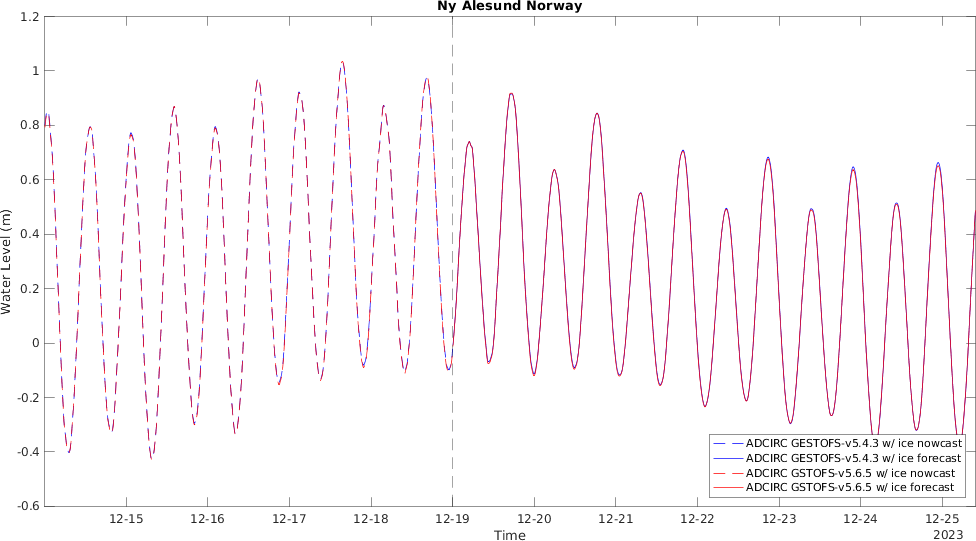 Ny Alesund Norway
1.2
1
0.8
0.6
0.4
0.2
0
-0.2
-0.4
-0.6
Water Level (m)
12-15 12-16 12-17 12-18 12-19 12-20 12-21 12-22 12-23 12-24 12-25
Time
2023
ADCIRC GESTOFS-v5.4.3 w/ ice nowcast
ADCIRC GESTOFS-v5.4.3 w/ ice forecast
ADCIRC GSTOFS-v5.6.5 w/ ice nowcast
ADCIRC GSTOFS-v5.6.5 w/ ice forecast